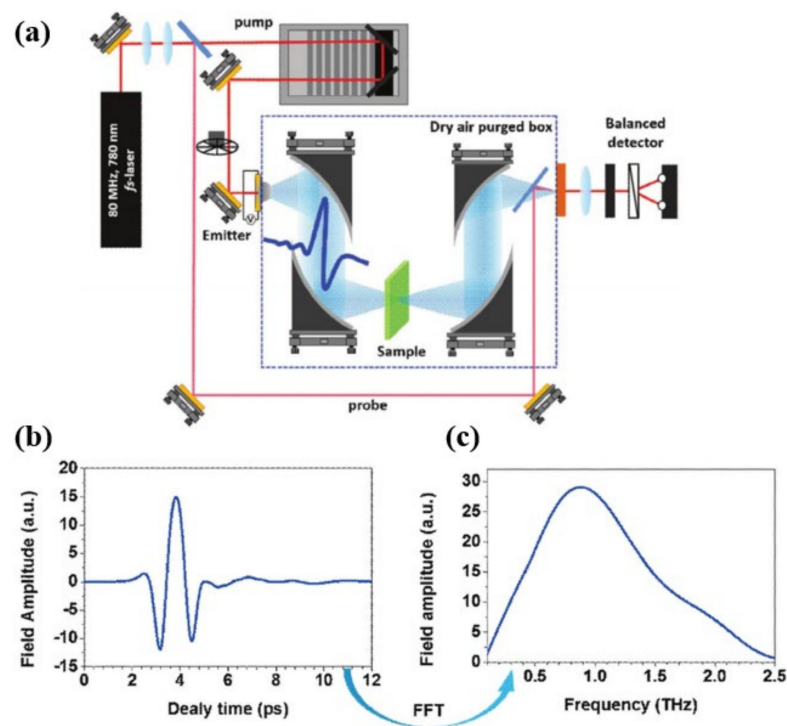 (a)
pump
80 MHz, 780 nm
fs-laser
Dry air purged box
Balanced
detector
Emitter
V
Sample
probe
(b)
(c)
Field Amplitude (a.u.)
20
15
10
5
0
-5
-10
-15
0 2 4 6 8 10 12
Dealy time (ps)
FFT
Field amplitude (a.u.)
30
25
20
15
10
5
0
0.5 1.0 1.5 2.0 2.5
Frequency (THz)